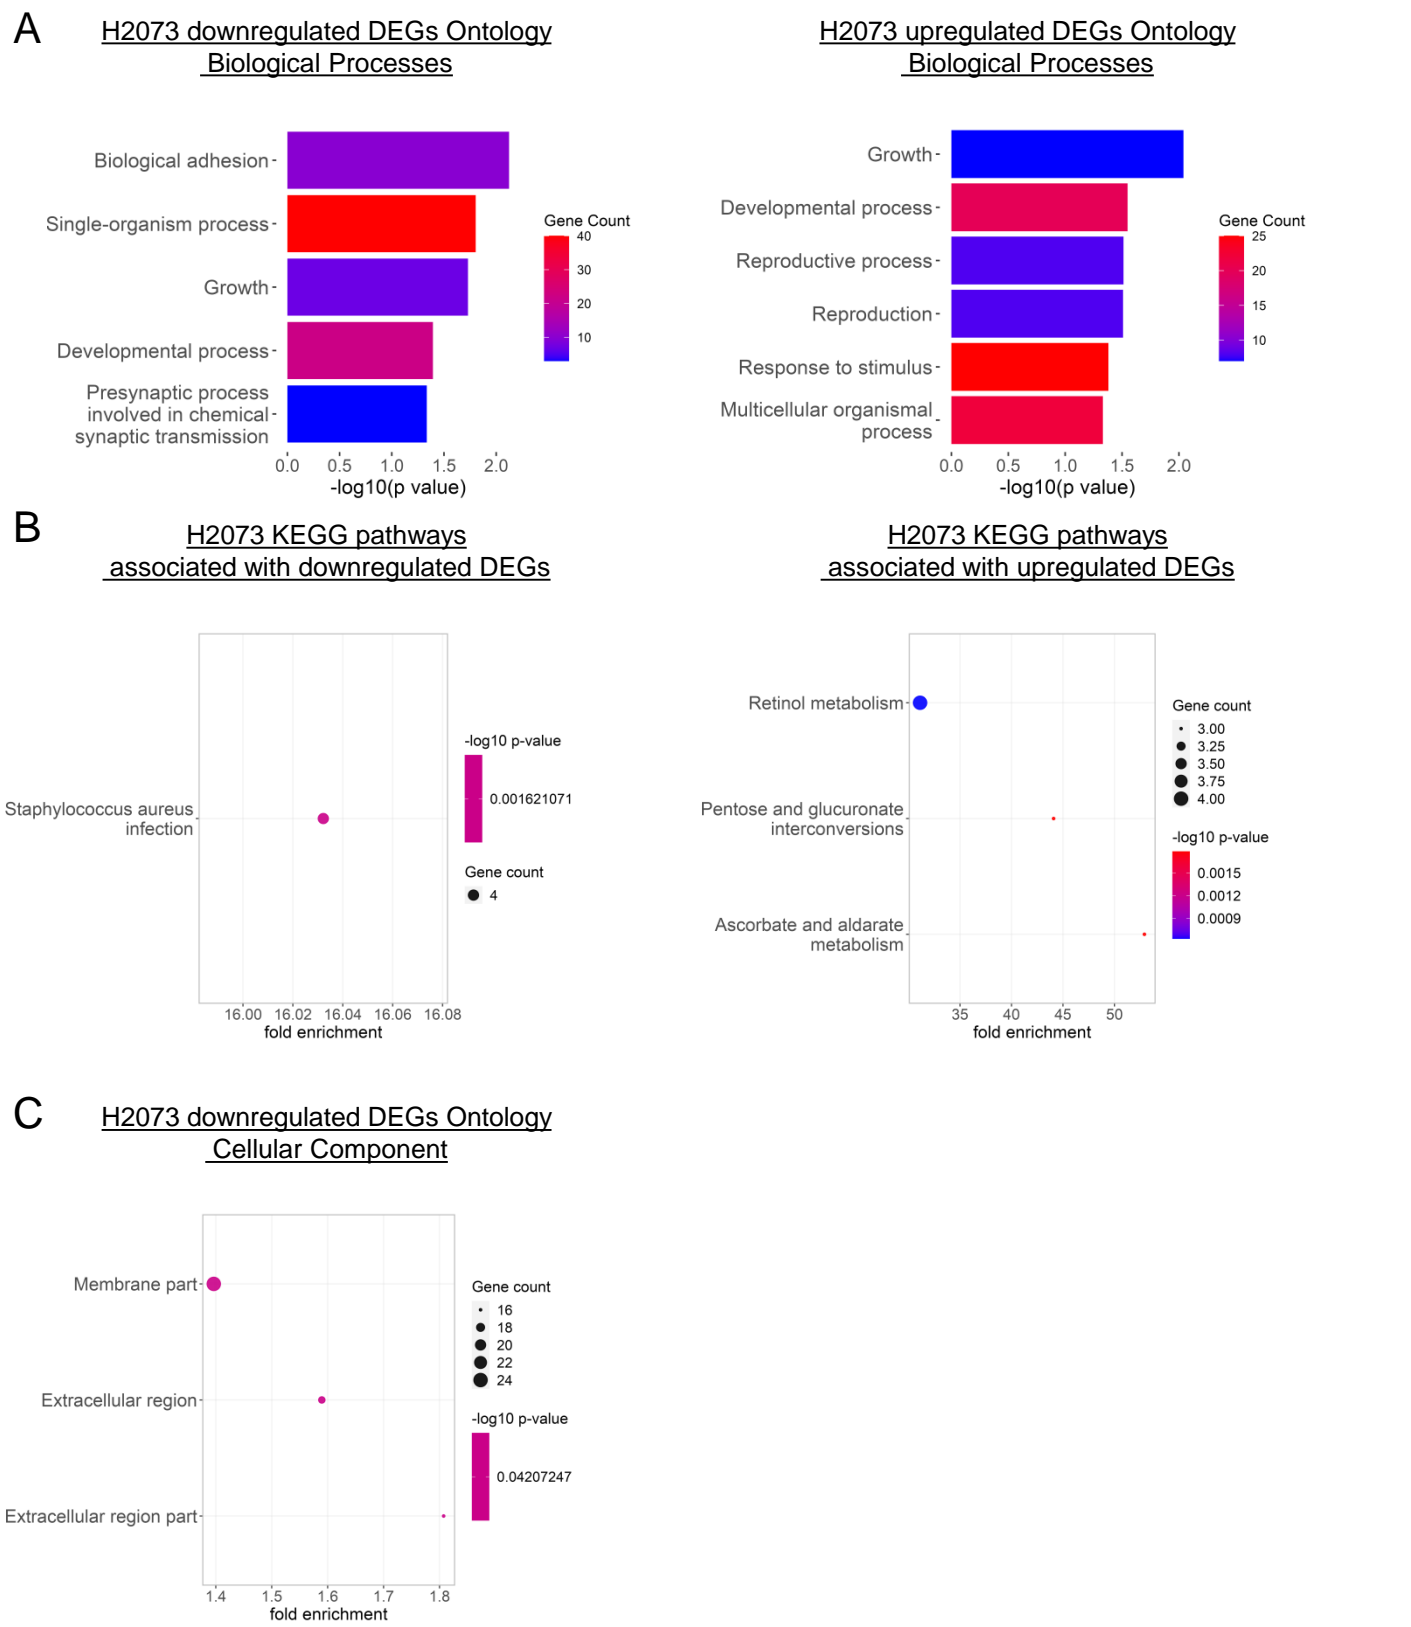 A
H2073 downregulated DEGs Ontology
Biological Processes
Biological adhesion
Single-organism process
Growth
Developmental process
Presynaptic process
involved in chemical
synaptic transmission
0.0 0.5 1.0 1.5 2.0
-log10(p value)
Gene Count
40
30
20
10
H2073 upregulated DEGs Ontology
Biological Processes
Growth
Developmental process
Reproductive process
Reproduction
Response to stimulus
Multicellular organismal
process
0.0 0.5 1.0 1.5 2.0
-log10(p value)
Gene Count
25
20
15
10
B
H2073 KEGG pathways
associated with downregulated DEGs
Staphylococcus aureus
infection
16.00 16.02 16.04 16.06 16.08
fold enrichment
-log10 p-value
0.001621071
Gene count
4
H2073 KEGG pathways
associated with upregulated DEGs
Retinol metabolism
Pentose and glucuronate
interconversions
Ascorbate and aldarate
metabolism
35 40 45 50
fold enrichment
Gene count
3.00
3.25
3.50
3.75
4.00
-log10 p-value
0.0015
0.0012
0.0009
C
H2073 downregulated DEGs Ontology
Cellular Component
Membrane part
Extracellular region
Extracellular region part
1.4 1.5 1.6 1.7 1.8
fold enrichment
Gene count
16
18
20
22
24
-log10 p-value
0.04207247